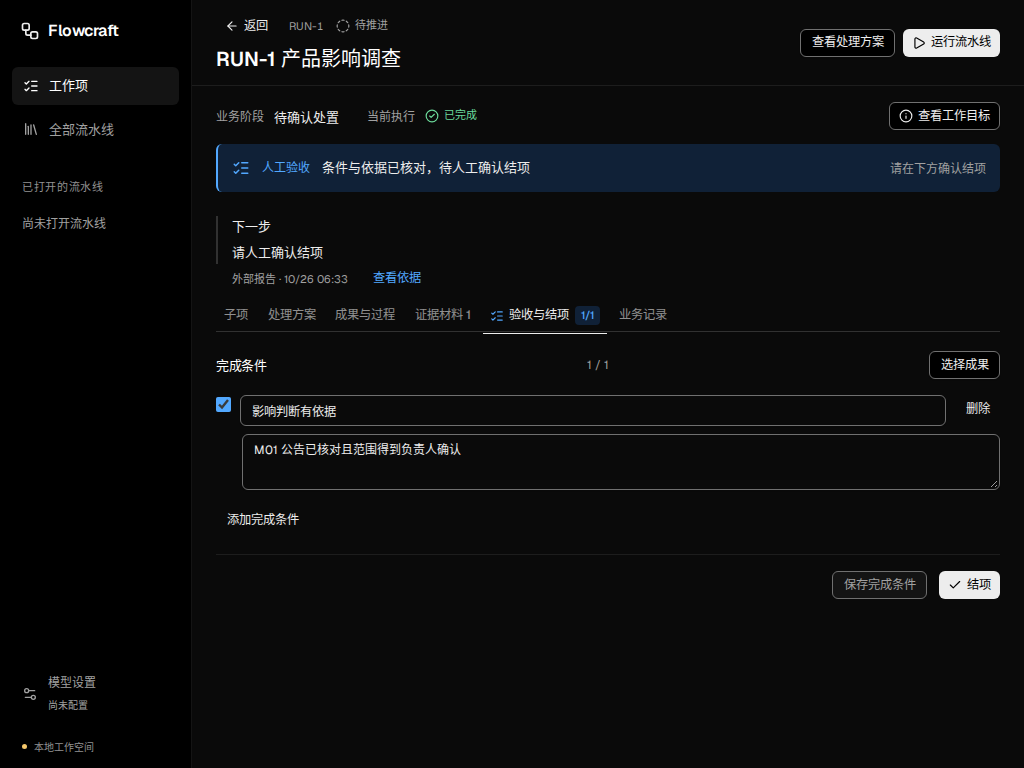 Flowcraft
工作项
全部流水线
已打开的流水线
尚未打开流水线
模型设置
尚未配置
本地工作空间
返回 RUN-1 待推进
RUN-1 产品影响调查
查看处理方案 运行流水线
业务阶段 待确认处置 当前执行 已完成 查看工作目标
人工验收 条件与依据已核对，待人工确认结项 请在下方确认结项
下一步
请人工确认结项
外部报告 · 10/26 06:33 查看依据
子项 处理方案 成果与过程 证据材料 1 验收与结项 1/1 业务记录
完成条件 1 / 1 选择成果
影响判断有依据 删除
M01 公告已核对且范围得到负责人确认
添加完成条件
保存完成条件 结项